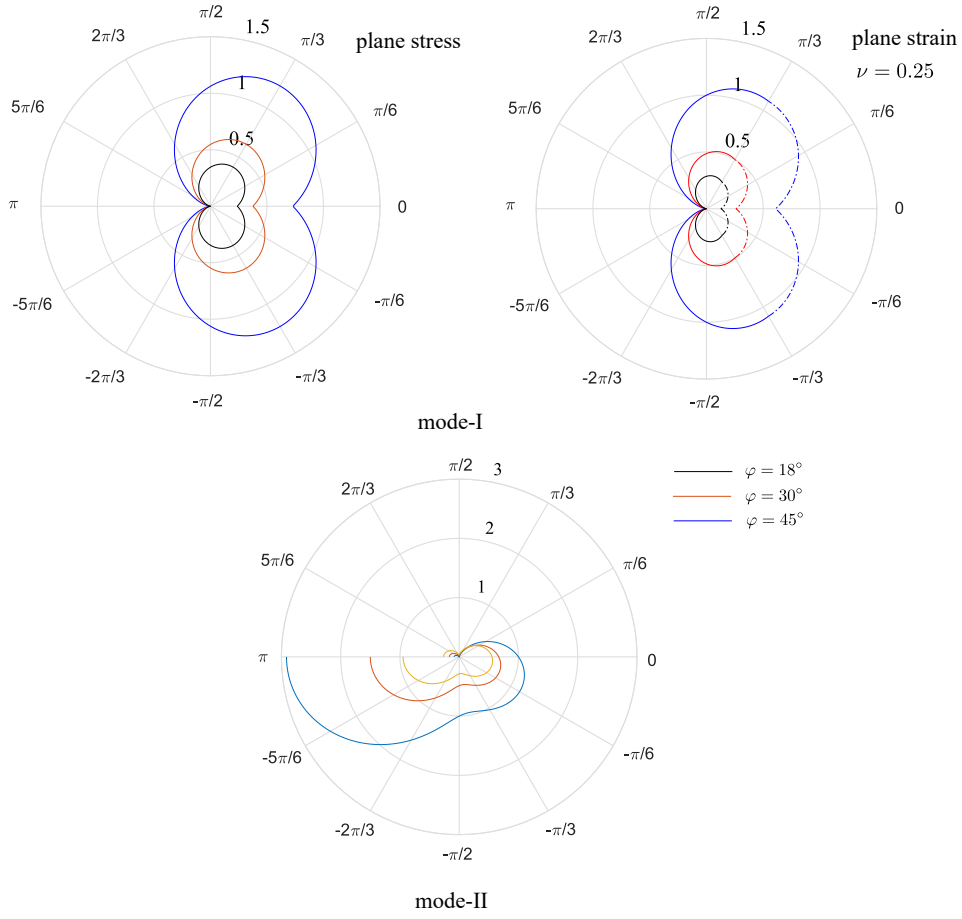 π/2
1.5
2π/3
π/3
plane stress
5π/6
1
π/6
0.5
π
0
-5π/6
-π/6
-2π/3
-π/3
-π/2
π/2
1.5
2π/3
π/3
plane strain
ν = 0.25
5π/6
1
π/6
0.5
π
0
-5π/6
-π/6
-2π/3
-π/3
-π/2
mode-I
π/2
3
2π/3
π/3
2
5π/6
π/6
1
π
0
-5π/6
-π/6
-2π/3
-π/3
-π/2
φ = 18°
φ = 30°
φ = 45°
mode-II